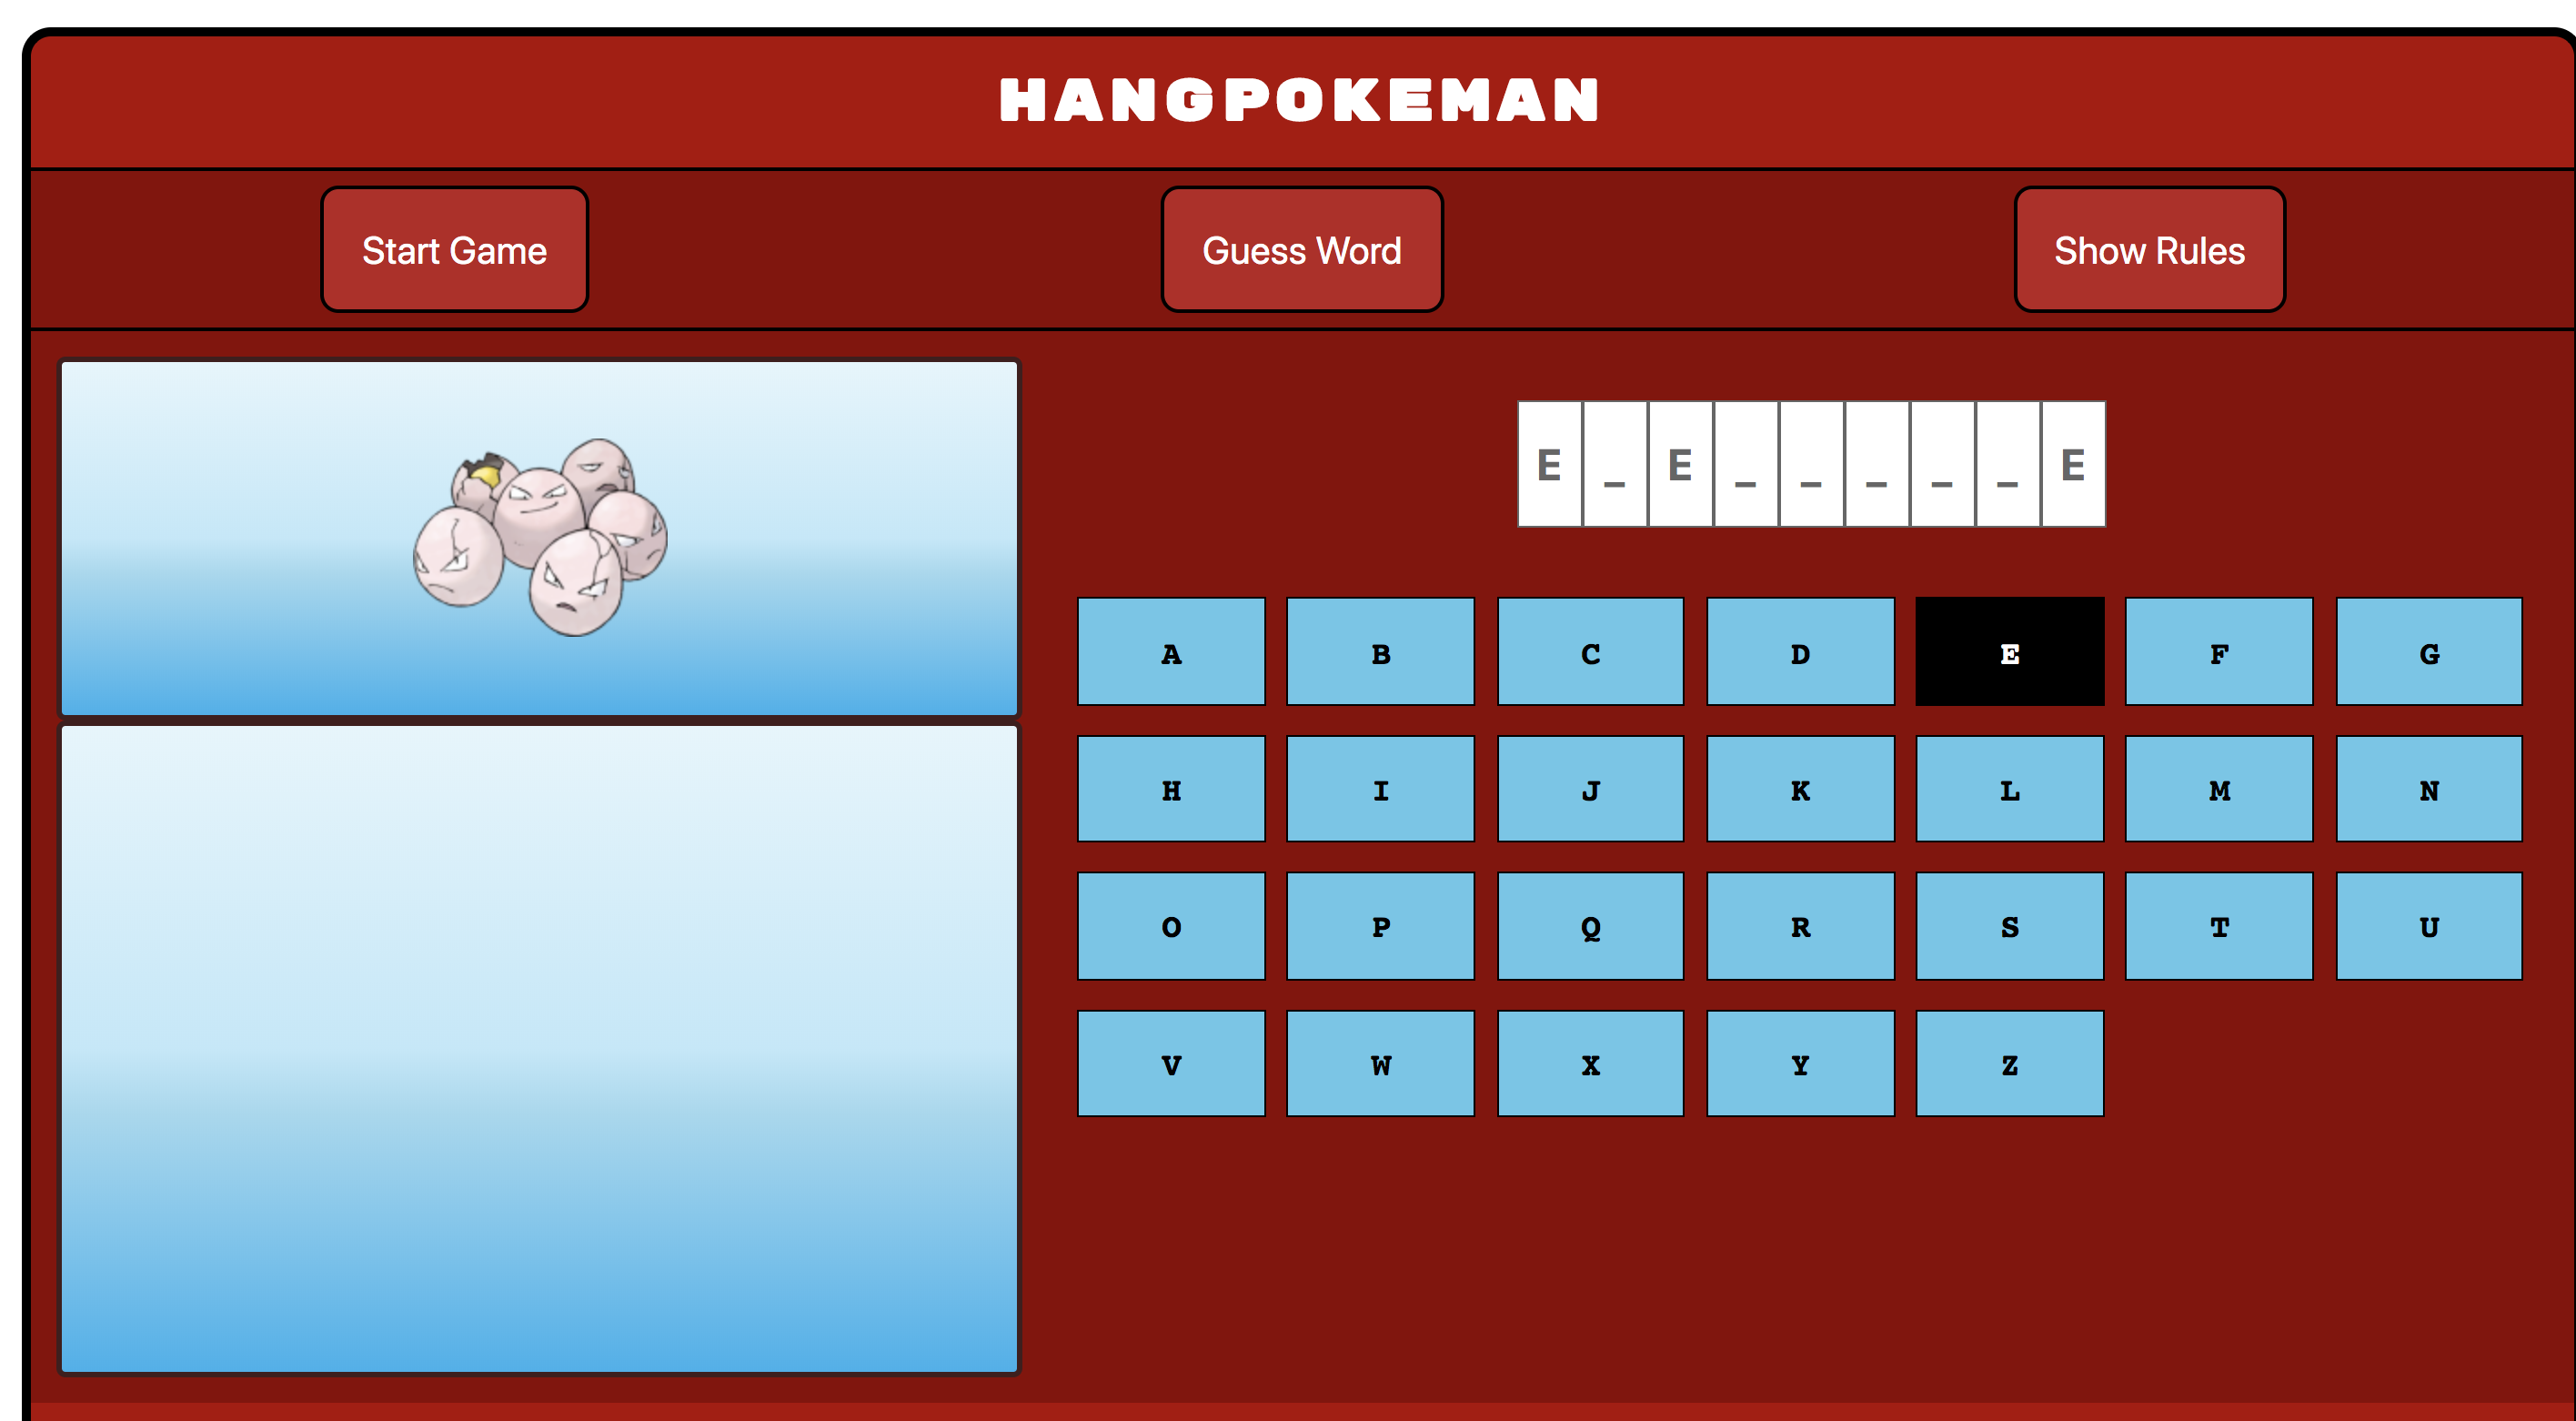 HANGPOKEMAN
Start Game Guess Word Show Rules
E _ E _ _ _ _ _ E
A B C D E F G
H I J K L M N
O P Q R S T U
V W X Y Z